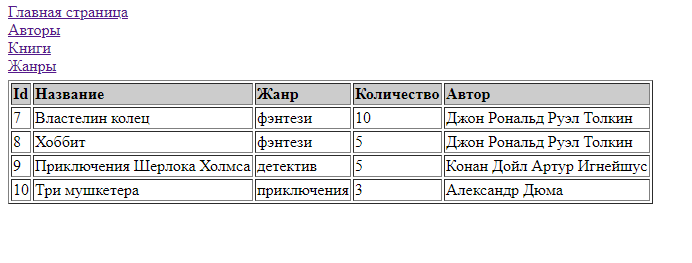 Главная страница
Авторы
Книги
Жанры
Id Название Жанр Количество Автор
7 Властелин колец фэнтези 10 Джон Рональд Руэл Толкин
8 Хоббит фэнтези 5 Джон Рональд Руэл Толкин
9 Приключения Шерлока Холмса детектив 5 Конан Дойл Артур Игнейшус
10 Три мушкетера приключения 3 Александр Дюма